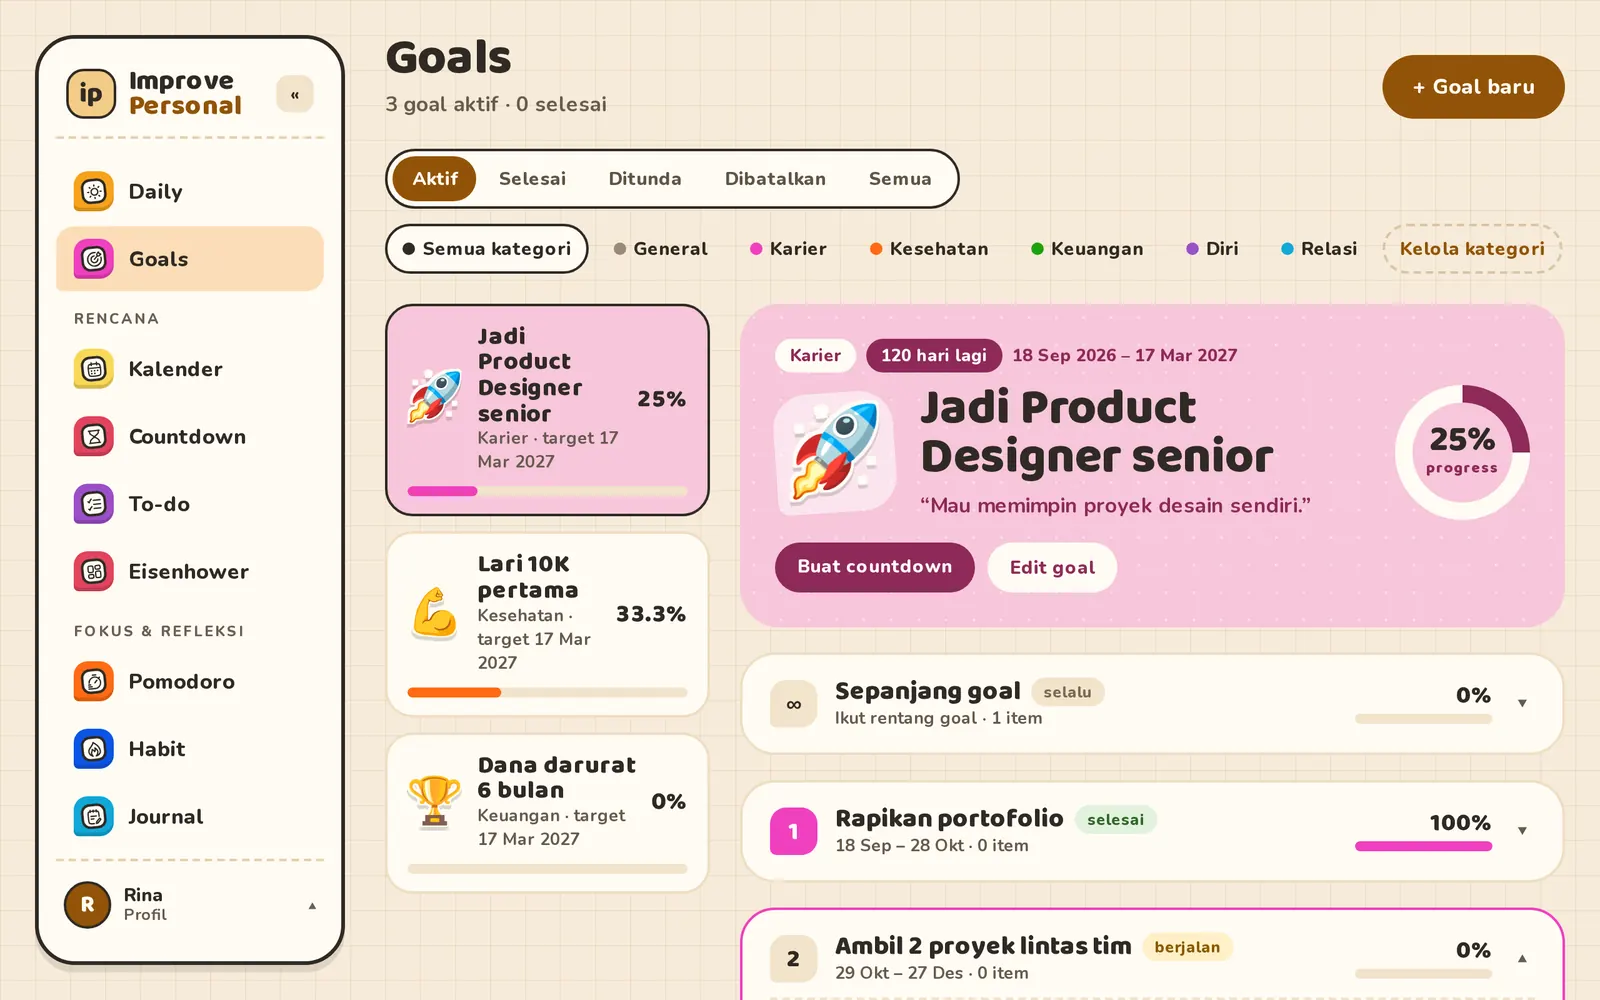 ip
Improve
Personal
«
Daily
Goals
RENCANA
Kalender
Countdown
To-do
Eisenhower
FOKUS & REFLEKSI
Pomodoro
Habit
Journal
R
Rina
Profil
Goals
3 goal aktif · 0 selesai
+ Goal baru
Aktif
Selesai
Ditunda
Dibatalkan
Semua
Semua kategori
General
Karier
Kesehatan
Keuangan
Diri
Relasi
Kelola kategori
Jadi
Product
Designer
senior
Karier · target 17
Mar 2027
25%
Lari 10K
pertama
Kesehatan ·
target 17 Mar
2027
33.3%
Dana darurat
6 bulan
Keuangan · target
17 Mar 2027
0%
Karier
120 hari lagi
18 Sep 2026 – 17 Mar 2027
Jadi Product
Designer senior
“Mau memimpin proyek desain sendiri.”
25%
progress
Buat countdown
Edit goal
∞
Sepanjang goal
selalu
Ikut rentang goal · 1 item
0%
1
Rapikan portofolio
selesai
18 Sep – 28 Okt · 0 item
100%
2
Ambil 2 proyek lintas tim
berjalan
29 Okt – 27 Des · 0 item
0%